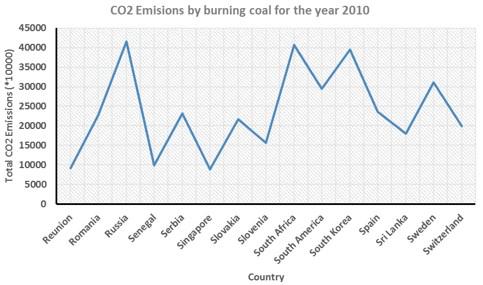 CO2 Emisions by burning coal for the year 2010
Total CO2 Emissions (*10000)
45000
40000
35000
30000
25000
20000
15000
10000
5000
0
Reunion
Romania
Russia
Senegal
Serbia
Singapore
Slovakia
Slovenia
South Africa
South America
South Korea
Spain
Sri Lanka
Sweden
Switzerland
Country